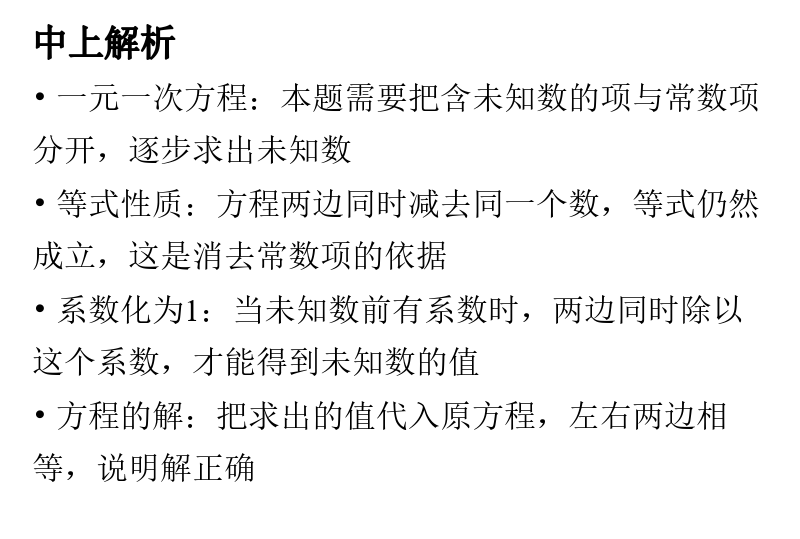 中上解析
• 一元一次方程：本题需要把含未知数的项与常数项
分开，逐步求出未知数
• 等式性质：方程两边同时减去同一个数，等式仍然
成立，这是消去常数项的依据
• 系数化为1：当未知数前有系数时，两边同时除以
这个系数，才能得到未知数的值
• 方程的解：把求出的值代入原方程，左右两边相
等，说明解正确